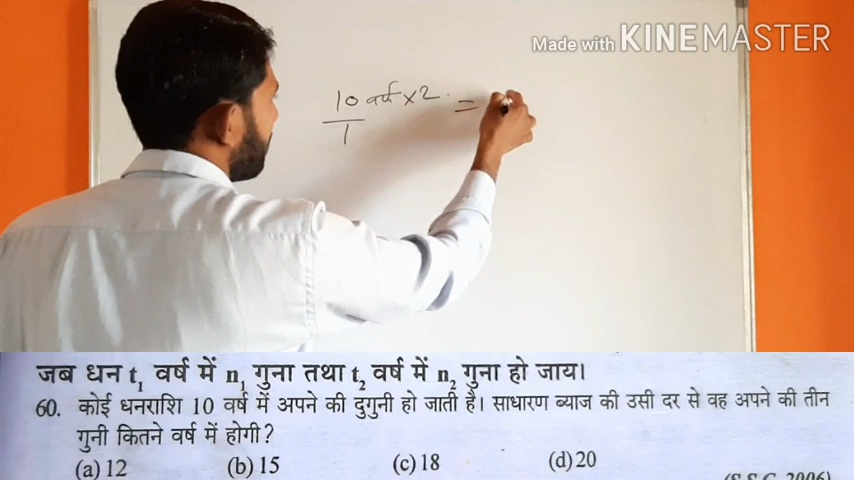 Made with KINEMASTER
10 वर्ष × 2 =
1
जब धन t₁ वर्ष में n₁ गुना तथा t₂ वर्ष में n₂ गुना हो जाय।
60. कोई धनराशि 10 वर्ष में अपने की दुगुनी हो जाती है। साधारण ब्याज की उसी दर से वह अपने की तीन
गुनी कितने वर्ष में होगी?
(a) 12 (b) 15 (c) 18 (d) 20
(S.S.C. 2006)